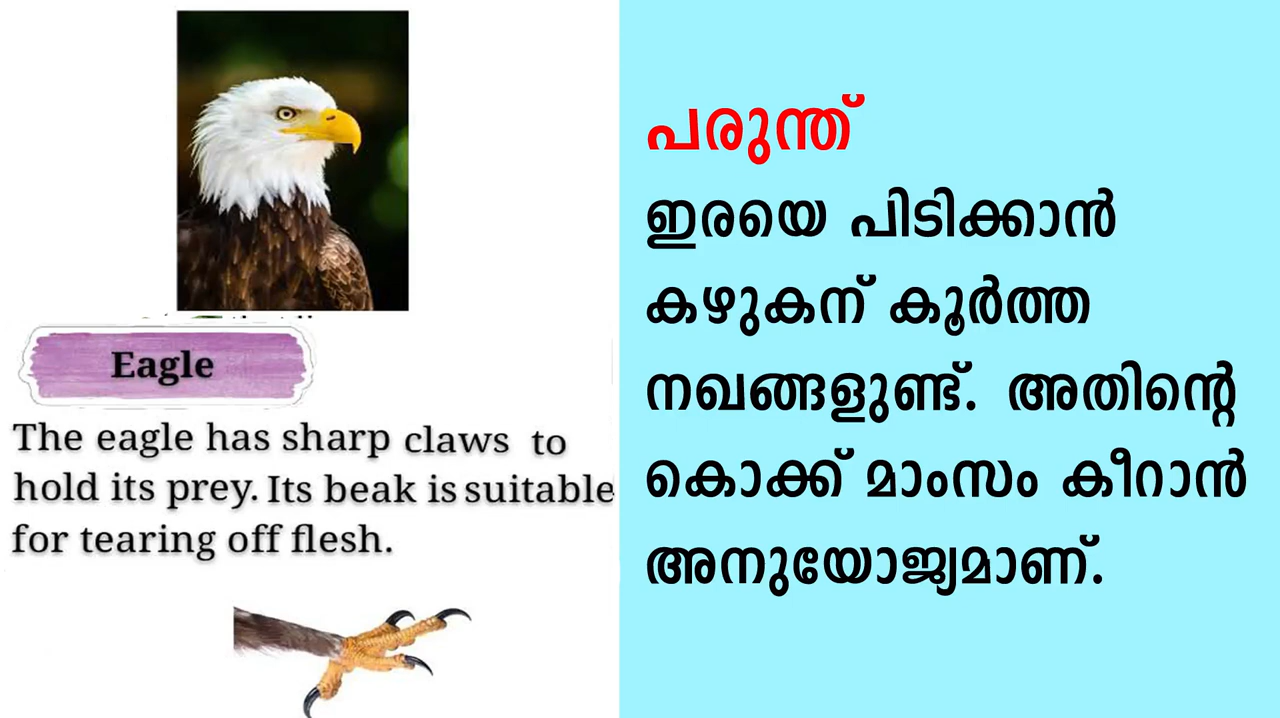 Eagle
The eagle has sharp claws to
hold its prey. Its beak is suitable
for tearing off flesh.
പരുന്ത്
ഇരയെ പിടിക്കാൻ
കഴുകന് കൂർത്ത
നഖങ്ങളുണ്ട്. അതിന്റെ
കൊക്ക് മാംസം കീറാൻ
അനുയോജ്യമാണ്.